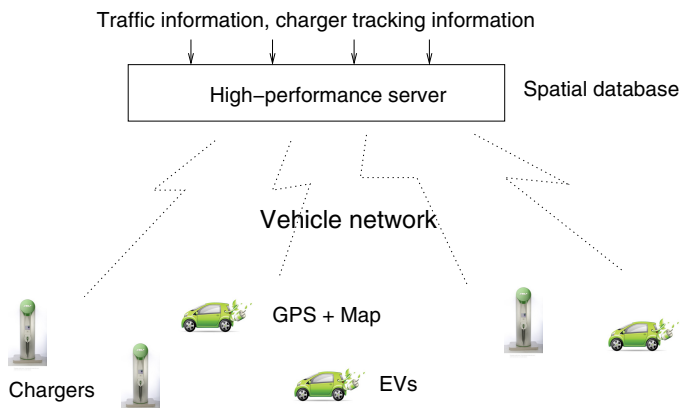 Traffic information, charger tracking information
High–performance server
Spatial database
Vehicle network
GPS + Map
Chargers
EVs